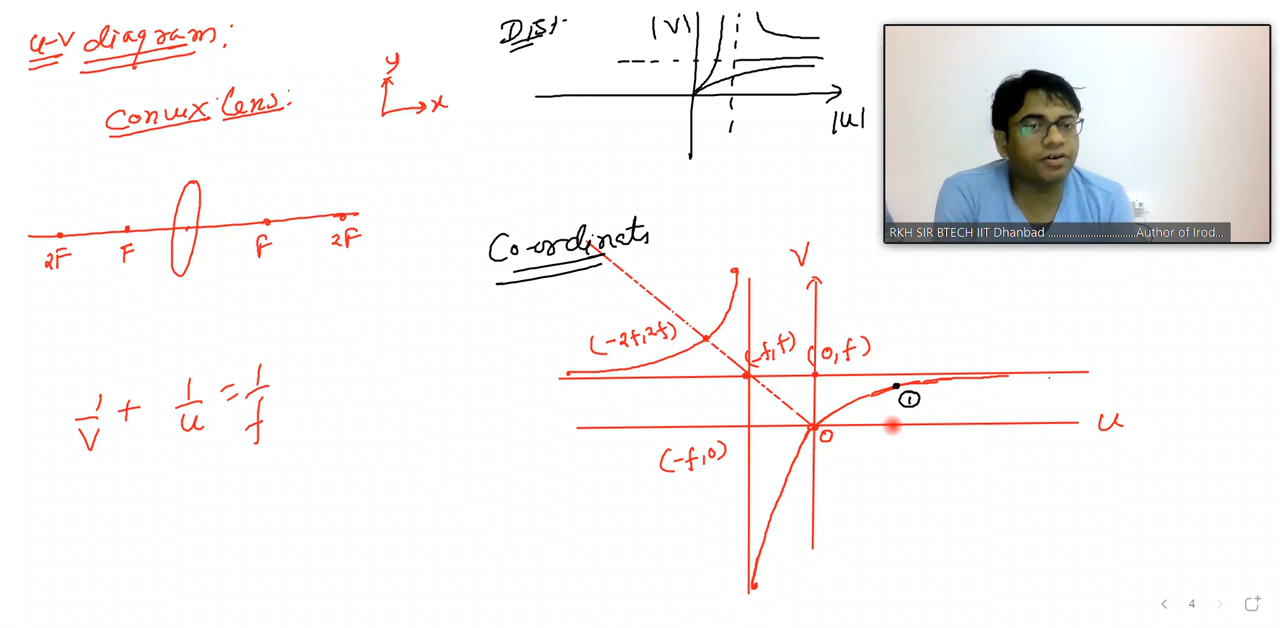 u-v diagram:
Convex lens:
y
x
2F F F 2F
1/v + 1/u = 1/f
Dist:
|V|
|u|
Co-ordinats
V
(-2f,2f)
(-f,f)
(0,f)
①
(-f,0)
O
u
RKH SIR BTECH IIT Dhanbad ................................Author of Irod...
4